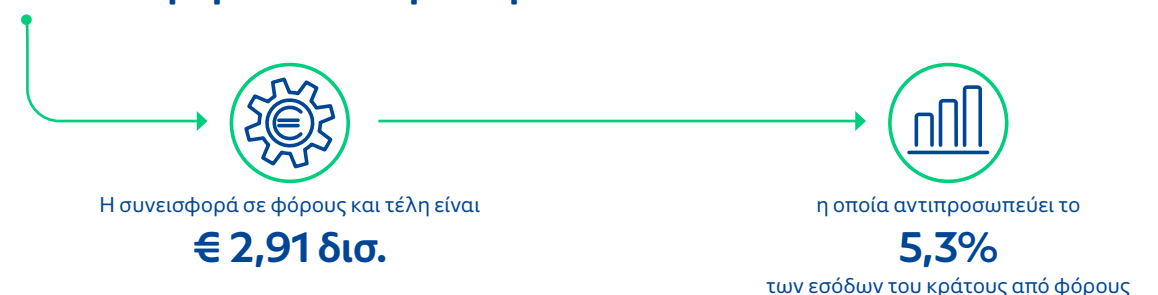 Η συνεισφορά σε φόρους και τέλη είναι
€ 2,91 δισ.
η οποία αντιπροσωπεύει το
5,3%
των εσόδων του κράτους από φόρους